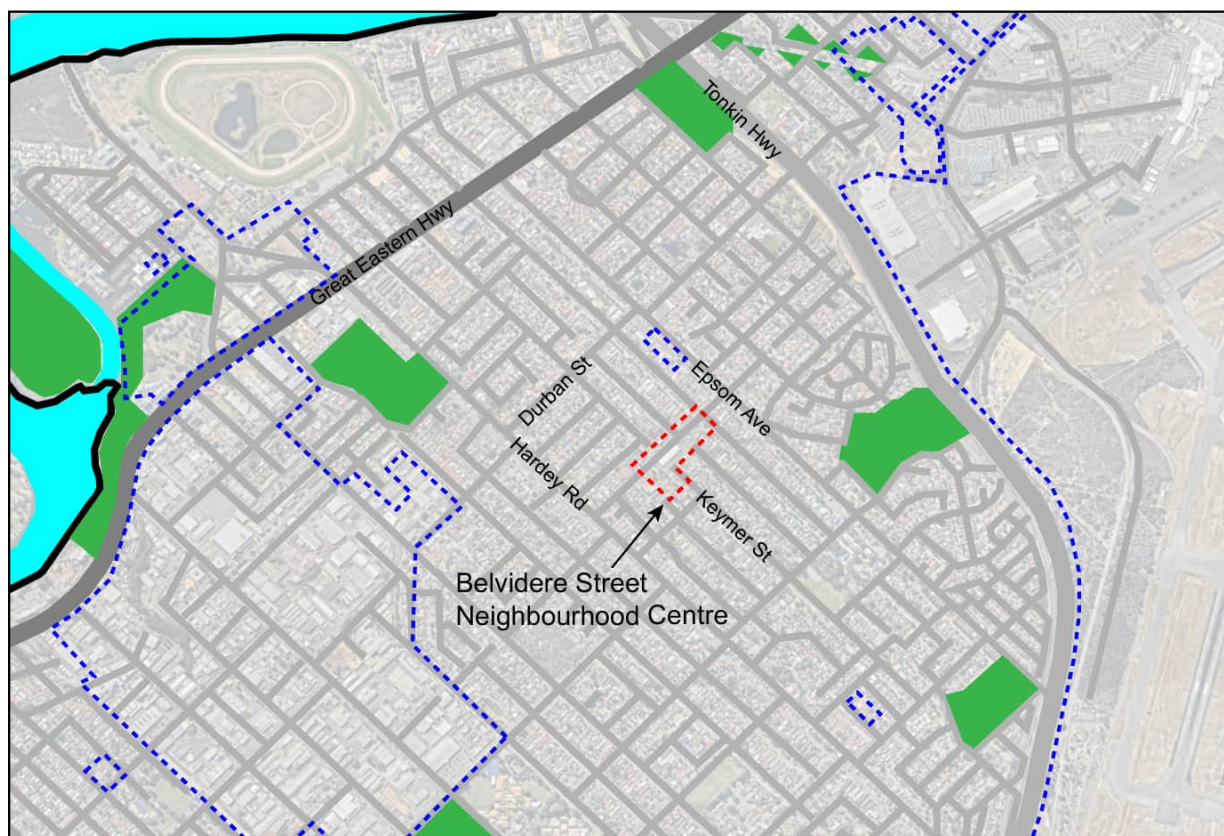 Tonkin Hwy
Great Eastern Hwy
Durban St
Epsom Ave
Hardey Rd
Keymer St
Belvidere Street
Neighbourhood Centre